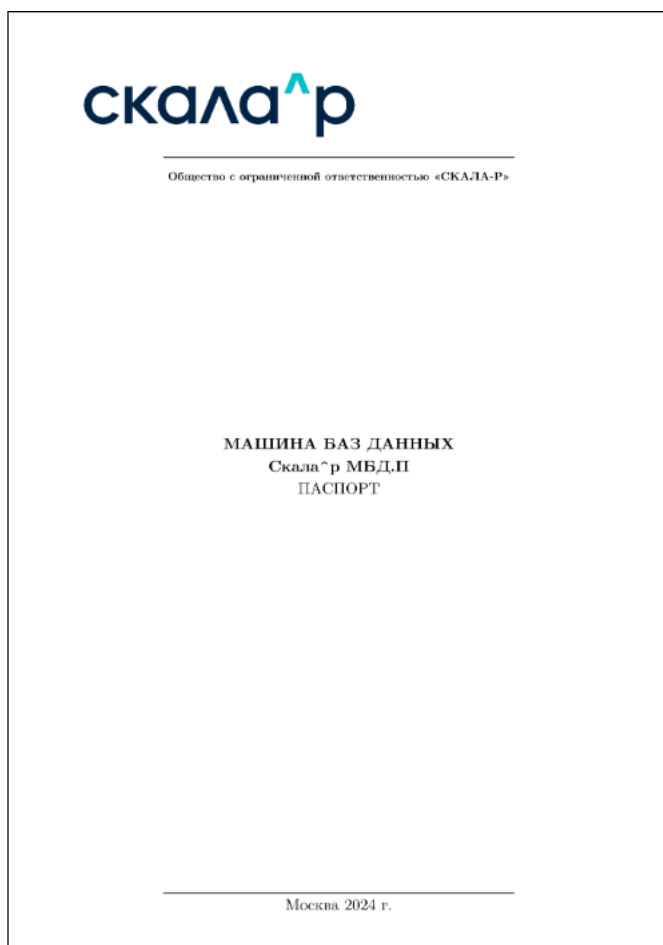 скала^р
Общество с ограниченной ответственностью «СКАЛА-Р»
МАШИНА БАЗ ДАННЫХ
Скала^р МБД.П
ПАСПОРТ
Москва 2024 г.